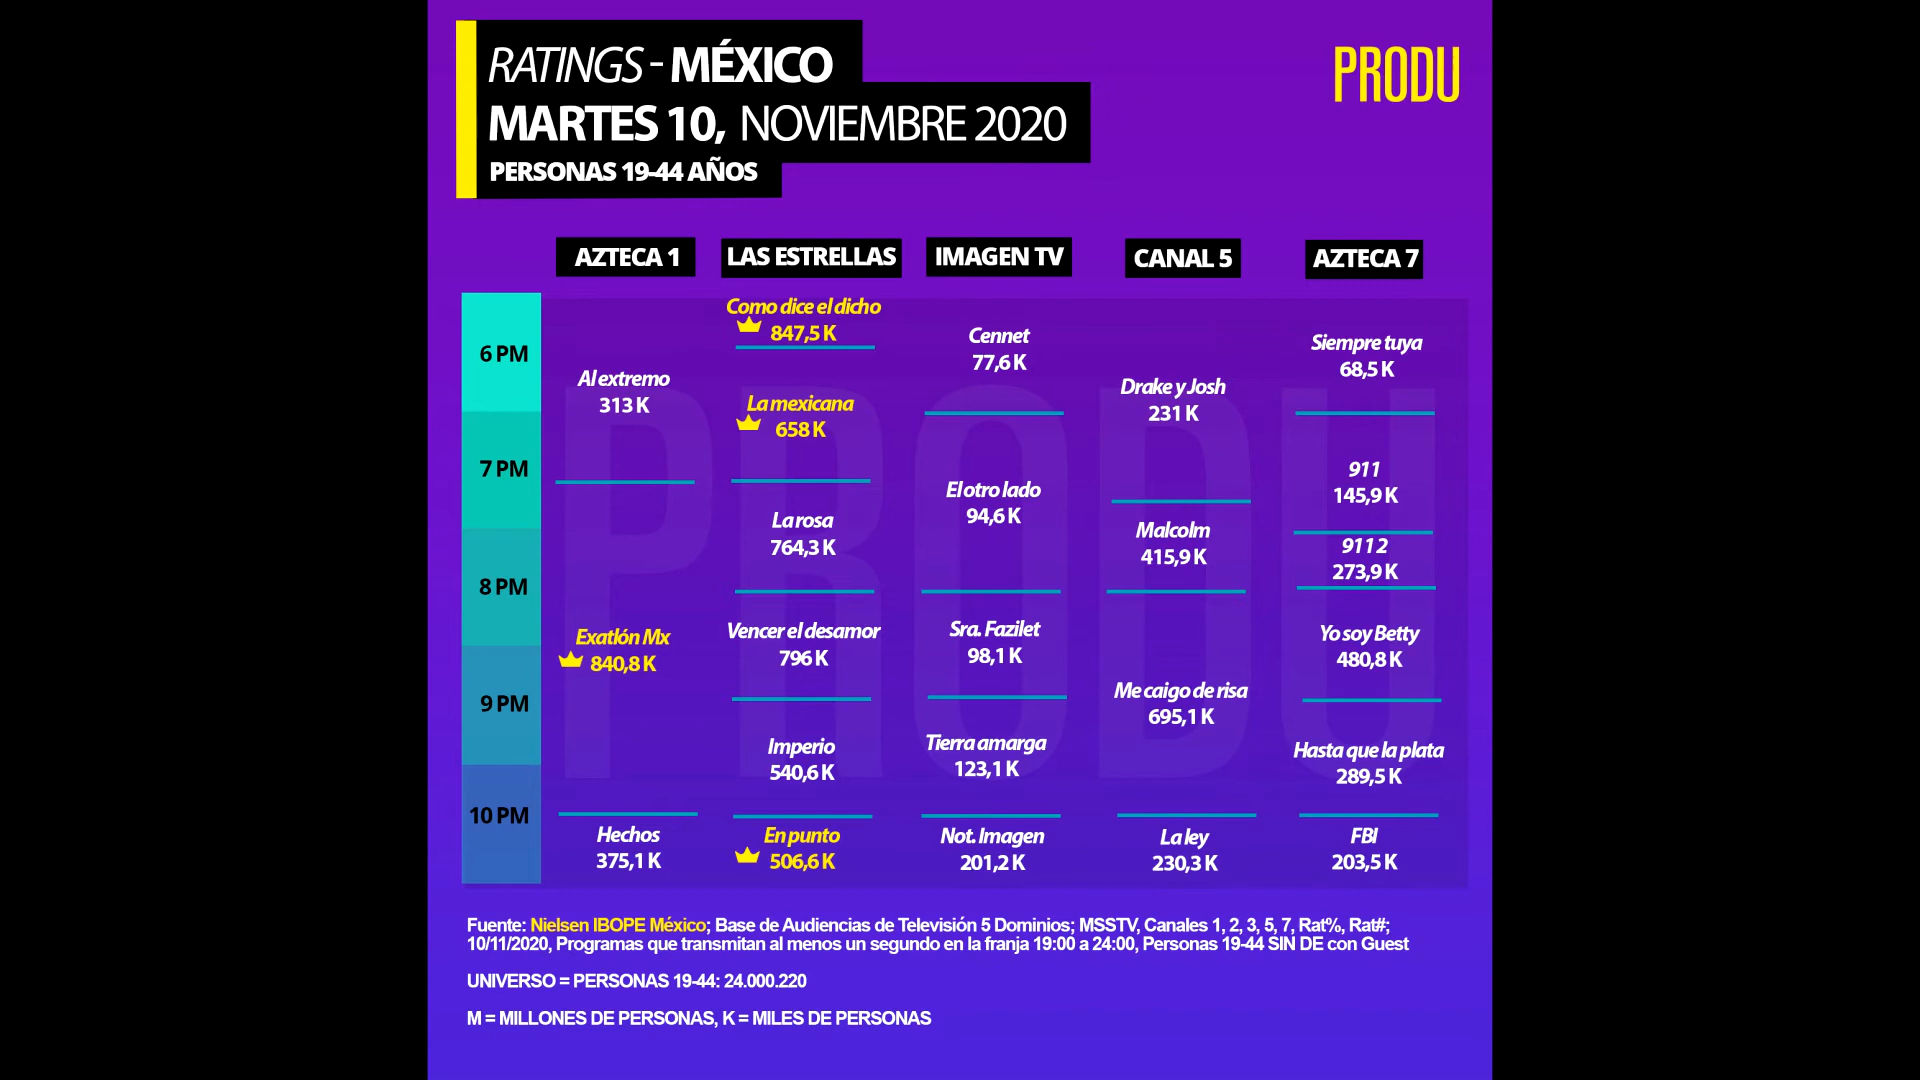 RATINGS - MÉXICO
MARTES 10, NOVIEMBRE 2020
PERSONAS 19-44 AÑOS
PRODU
AZTECA 1
LAS ESTRELLAS
IMAGEN TV
CANAL 5
AZTECA 7
6 PM
7 PM
8 PM
9 PM
10 PM
Al extremo
313 K
Exatlón Mx
840,8 K
Hechos
375,1 K
Como dice el dicho
847,5 K
La mexicana
658 K
La rosa
764,3 K
Vencer el desamor
796 K
Imperio
540,6 K
En punto
506,6 K
Cennet
77,6 K
El otro lado
94,6 K
Sra. Fazilet
98,1 K
Tierra amarga
123,1 K
Not. Imagen
201,2 K
Drake y Josh
231 K
Malcolm
415,9 K
Me caigo de risa
695,1 K
La ley
230,3 K
Siempre tuya
68,5 K
911
145,9 K
911 2
273,9 K
Yo soy Betty
480,8 K
Hasta que la plata
289,5 K
FBI
203,5 K
PRODU
Fuente: Nielsen IBOPE México; Base de Audiencias de Televisión 5 Dominios; MSSTV, Canales 1, 2, 3, 5, 7, Rat%, Rat#;
10/11/2020, Programas que transmitan al menos un segundo en la franja 19:00 a 24:00, Personas 19-44 SIN DE con Guest
UNIVERSO = PERSONAS 19-44: 24.000.220
M = MILLONES DE PERSONAS, K = MILES DE PERSONAS